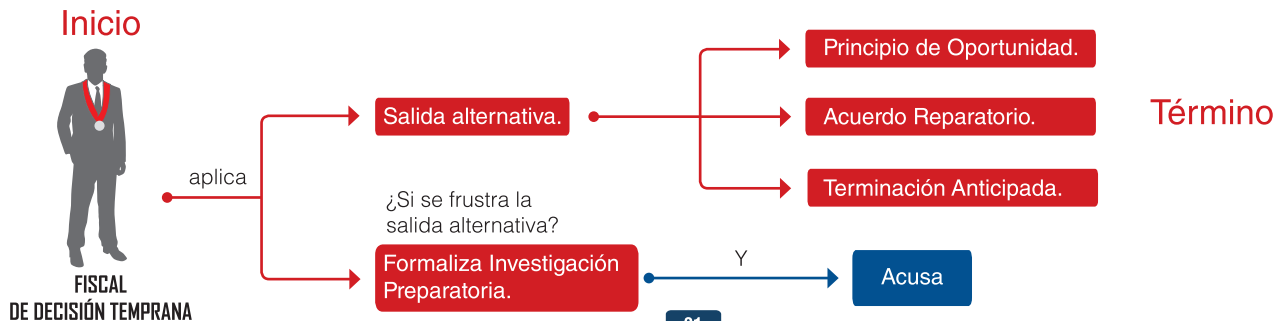 Inicio
FISCAL
DE DECISIÓN TEMPRANA
aplica
Salida alternativa.
Principio de Oportunidad.
Acuerdo Reparatorio.
Terminación Anticipada.
Término
¿Si se frustra la
salida alternativa?
Formaliza Investigación
Preparatoria.
Y
Acusa